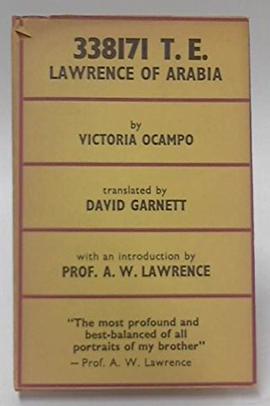 338171 T. E.
LAWRENCE OF ARABIA
by
VICTORIA OCAMPO
translated by
DAVID GARNETT
with an introduction by
PROF. A. W. LAWRENCE
"The most profound and
best-balanced of all
portraits of my brother"
– Prof. A. W. Lawrence